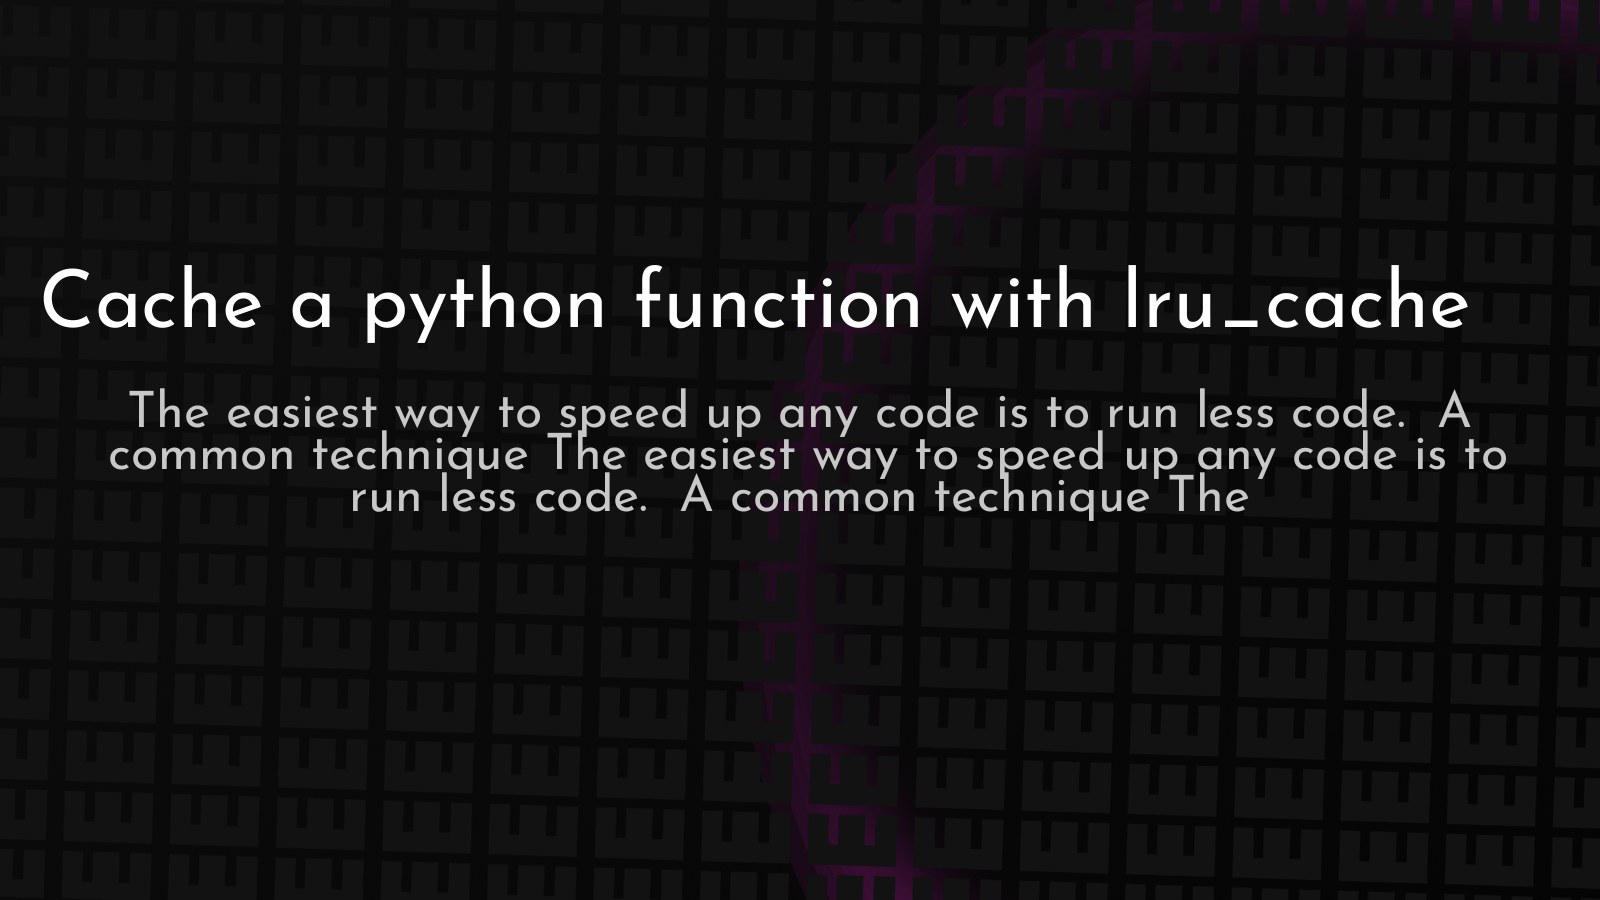 Cache a python function with lru_cache
The easiest way to speed up any code is to run less code.  A
common technique The easiest way to speed up any code is to
run less code.  A common technique The